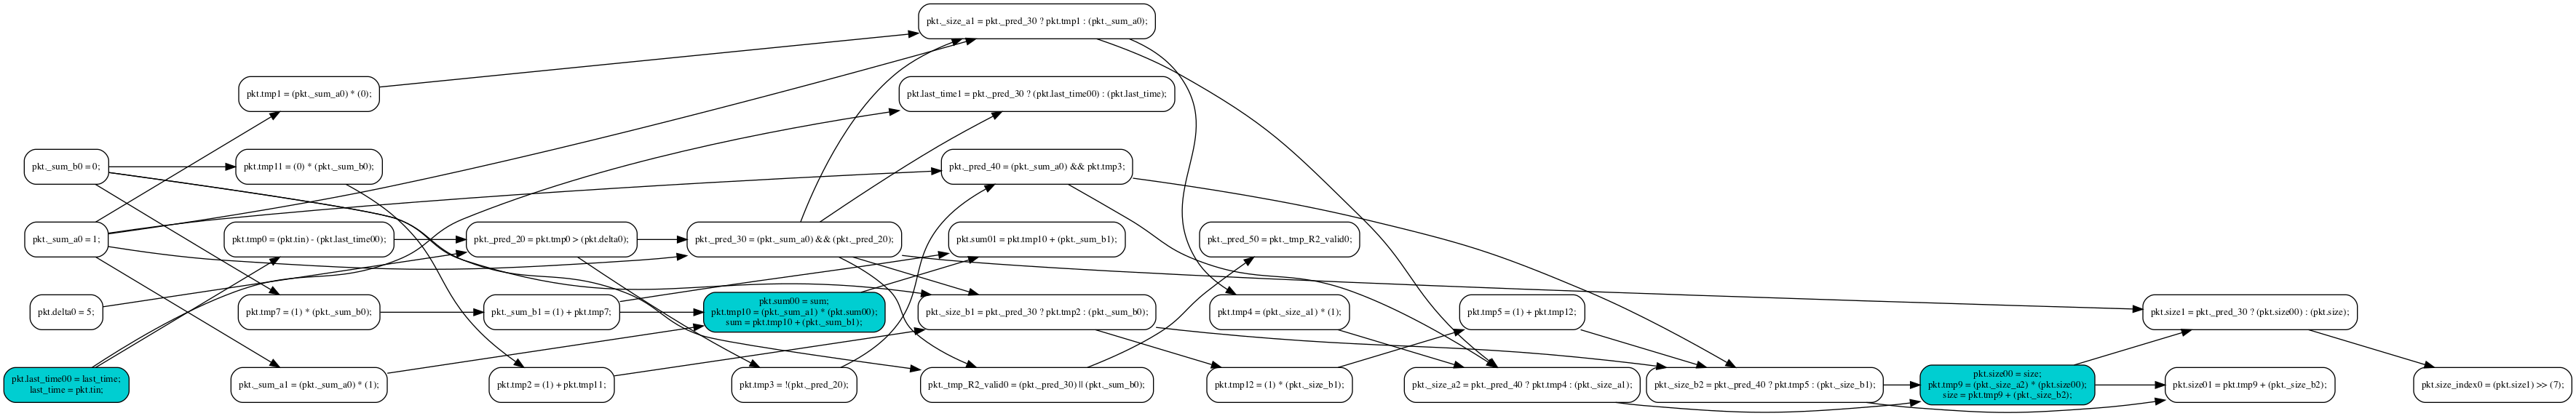 pkt._size_a1 = pkt._pred_30 ? pkt.tmp1 : (pkt._sum_a0);
pkt.tmp1 = (pkt._sum_a0) * (0);
pkt.last_time1 = pkt._pred_30 ? (pkt.last_time00) : (pkt.last_time);
pkt._sum_b0 = 0;
pkt.tmp11 = (0) * (pkt._sum_b0);
pkt._pred_40 = (pkt._sum_a0) && pkt.tmp3;
pkt._sum_a0 = 1;
pkt.tmp0 = (pkt.tin) - (pkt.last_time00);
pkt._pred_20 = pkt.tmp0 > (pkt.delta0);
pkt._pred_30 = (pkt._sum_a0) && (pkt._pred_20);
pkt.sum01 = pkt.tmp10 + (pkt._sum_b1);
pkt._pred_50 = pkt._tmp_R2_valid0;
pkt.delta0 = 5;
pkt.tmp7 = (1) * (pkt._sum_b0);
pkt._sum_b1 = (1) + pkt.tmp7;
pkt.sum00 = sum;
pkt.tmp10 = (pkt._sum_a1) * (pkt.sum00);
sum = pkt.tmp10 + (pkt._sum_b1);
pkt._size_b1 = pkt._pred_30 ? pkt.tmp2 : (pkt._sum_b0);
pkt.tmp4 = (pkt._size_a1) * (1);
pkt.tmp5 = (1) + pkt.tmp12;
pkt.size1 = pkt._pred_30 ? (pkt.size00) : (pkt.size);
pkt.last_time00 = last_time;
last_time = pkt.tin;
pkt._sum_a1 = (pkt._sum_a0) * (1);
pkt.tmp2 = (1) + pkt.tmp11;
pkt.tmp3 = !(pkt._pred_20);
pkt._tmp_R2_valid0 = (pkt._pred_30) || (pkt._sum_b0);
pkt.tmp12 = (1) * (pkt._size_b1);
pkt._size_a2 = pkt._pred_40 ? pkt.tmp4 : (pkt._size_a1);
pkt._size_b2 = pkt._pred_40 ? pkt.tmp5 : (pkt._size_b1);
pkt.size00 = size;
pkt.tmp9 = (pkt._size_a2) * (pkt.size00);
size = pkt.tmp9 + (pkt._size_b2);
pkt.size01 = pkt.tmp9 + (pkt._size_b2);
pkt.size_index0 = (pkt.size1) >> (7);